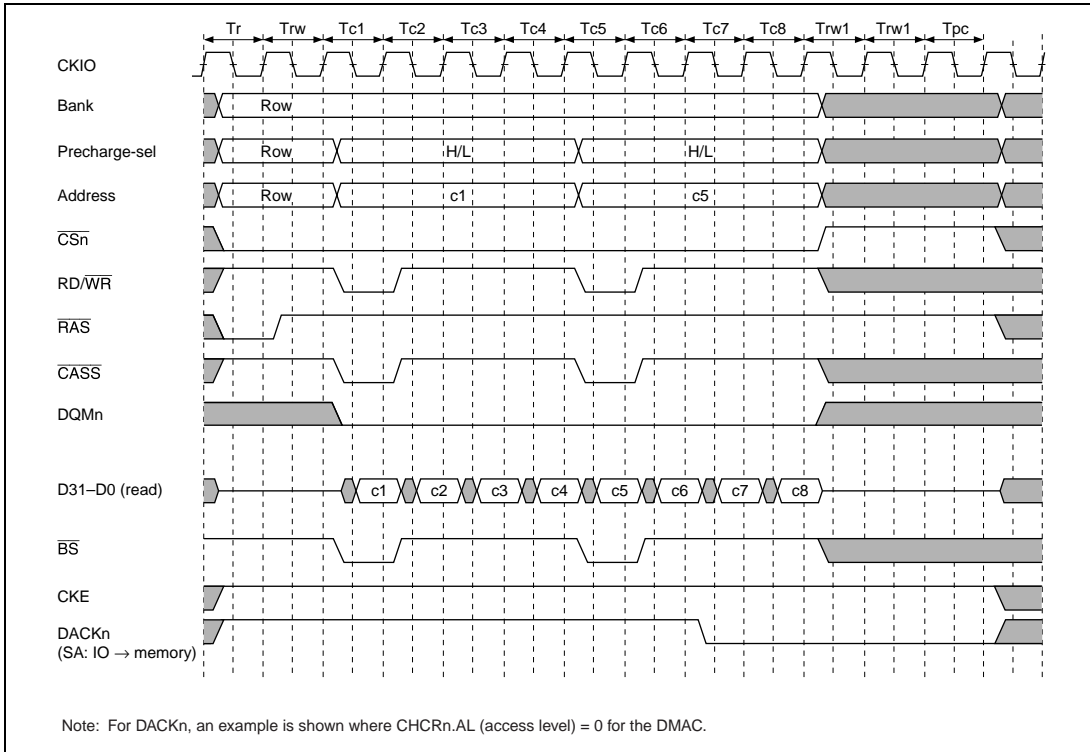 Tr Trw Tc1 Tc2 Tc3 Tc4 Tc5 Tc6 Tc7 Tc8 Trw1 Trw1 Tpc
CKIO
Bank Row
Precharge-sel Row H/L H/L
Address Row c1 c5
CSn
RD/WR
RAS
CASS
DQMn
D31–D0 (read) c1 c2 c3 c4 c5 c6 c7 c8
BS
CKE
DACKn
(SA: IO → memory)
Note: For DACKn, an example is shown where CHCRn.AL (access level) = 0 for the DMAC.